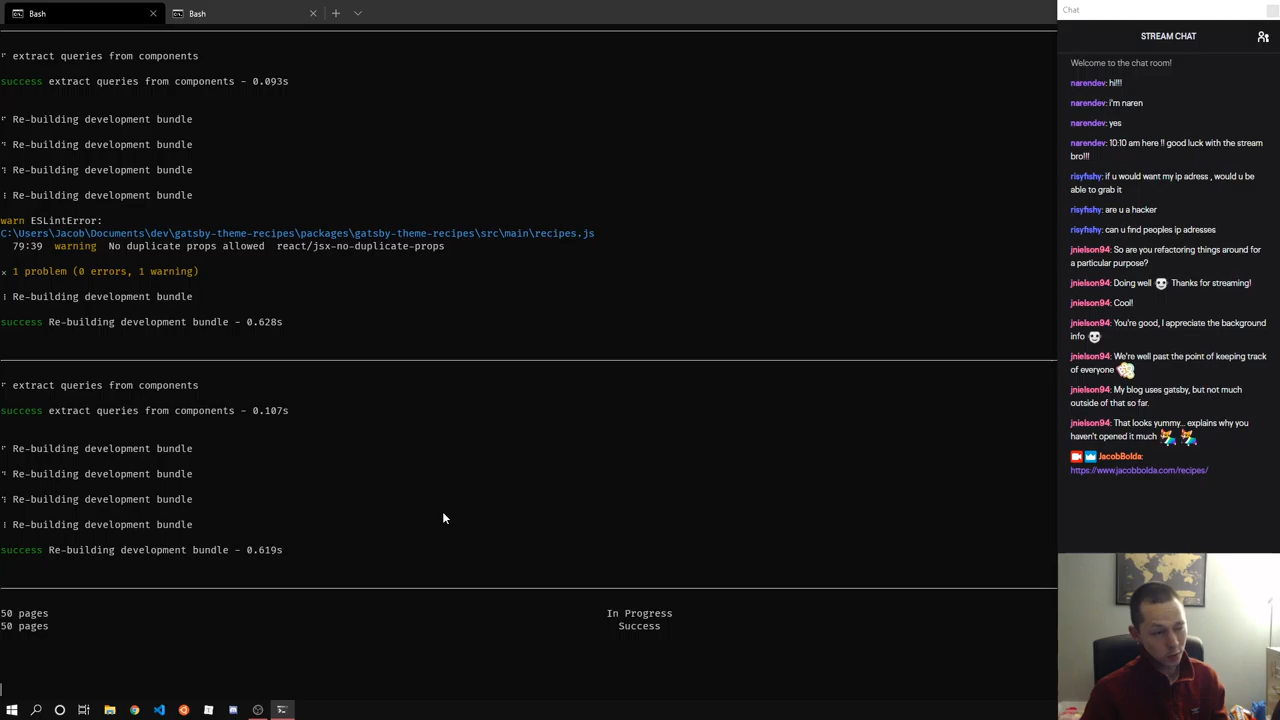 Bash
Bash
extract queries from components
success extract queries from components - 0.093s
Re-building development bundle
Re-building development bundle
Re-building development bundle
Re-building development bundle
warn ESLintError:
C:\Users\Jacob\Documents\dev\gatsby-theme-recipes\packages\gatsby-theme-recipes\src\main\recipes.js
79:39 warning No duplicate props allowed react/jsx-no-duplicate-props
× 1 problem (0 errors, 1 warning)
Re-building development bundle
success Re-building development bundle - 0.628s
extract queries from components
success extract queries from components - 0.107s
Re-building development bundle
Re-building development bundle
Re-building development bundle
Re-building development bundle
success Re-building development bundle - 0.619s
50 pages In Progress
50 pages Success
Chat
STREAM CHAT
Welcome to the chat room!
narendev: hi!!!
narendev: i'm naren
narendev: yes
narendev: 10:10 am here !! good luck with the stream
bro!!!
risyfishy: if u would want my ip adress , would u be
able to grab it
risyfishy: are u a hacker
risyfishy: can u find peoples ip adresses
jnielson94: So are you refactoring things around for
a particular purpose?
jnielson94: Doing well Thanks for streaming!
jnielson94: Cool!
jnielson94: You're good, I appreciate the background
info
jnielson94: We're well past the point of keeping track
of everyone
jnielson94: My blog uses gatsby, but not much
outside of that so far.
jnielson94: That looks yummy... explains why you
haven't opened it much
JacobBolda:
https://www.jacobbolda.com/recipes/